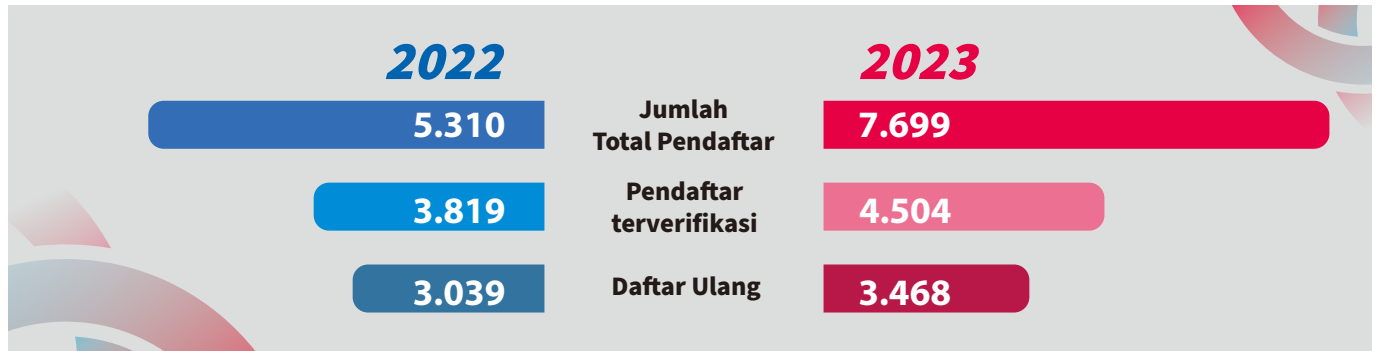 2022
2023
5.310
Jumlah
Total Pendaftar
7.699
3.819
Pendaftar
terverifikasi
4.504
3.039
Daftar Ulang
3.468